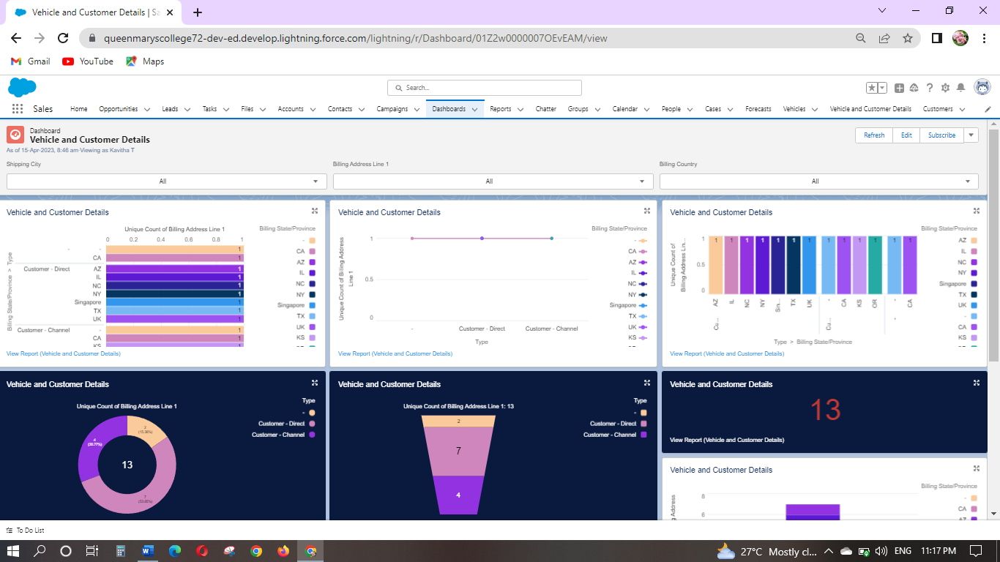 Vehicle and Customer Details | Sa
queenmaryscollege72-dev-ed.develop.lightning.force.com/lightning/r/Dashboard/01Z2w0000007OEvEAM/view
Gmail YouTube Maps
Search...
Sales Home Opportunities Leads Tasks Files Accounts Contacts Campaigns Dashboards Reports Chatter Groups Calendar People Cases Forecasts Vehicles Vehicle and Customer Details Customers
Dashboard
Vehicle and Customer Details
As of 15-Apr-2023, 8:46 am·Viewing as Kavitha T
Refresh Edit Subscribe
Shipping City
All
Billing Address Line 1
All
Billing Country
All
Vehicle and Customer Details
Unique Count of Billing Address Line 1
0 0.2 0.4 0.6 0.8 1
Billing State/Province > Type
- - 1
CA 1
Customer - Direct AZ 1
IL 1
NC 1
NY 1
Singapore 1
TX 1
UK 1
Customer - Channel - 1
CA 1
KS 1
Billing State/Province
-
CA
AZ
IL
NC
NY
Singapore
TX
UK
KS
View Report (Vehicle and Customer Details)
Vehicle and Customer Details
Unique Count of Billing Address
Line 1
1
0.5
0
- Customer - Direct Customer - Channel
Type
Billing State/Province
-
CA
AZ
IL
NC
NY
Singapore
TX
UK
KS
View Report (Vehicle and Customer Details)
Vehicle and Customer Details
Unique Count of
Billing Address Lin...
1
0.5
0
1 1 1 1 1 1 1 1 1 1 1 1 1
AZ IL NC NY Sin... TX UK - CA KS OR - CA
Cu... Cu... -
Type > Billing State/Province
Billing State/Province
AZ
IL
NC
NY
Singapore
TX
UK
-
CA
KS
View Report (Vehicle and Customer Details)
Vehicle and Customer Details
Unique Count of Billing Address Line 1
2
(15.38%)
4
(30.77%)
13
7
(53.85%)
Type
-
Customer - Direct
Customer - Channel
Vehicle and Customer Details
Unique Count of Billing Address Line 1: 13
2
7
4
Type
-
Customer - Direct
Customer - Channel
Vehicle and Customer Details
13
View Report (Vehicle and Customer Details)
Vehicle and Customer Details
Billing State/Province
-
CA
AZ
8
6
To Do List
27°C Mostly cl... ENG 11:17 PM